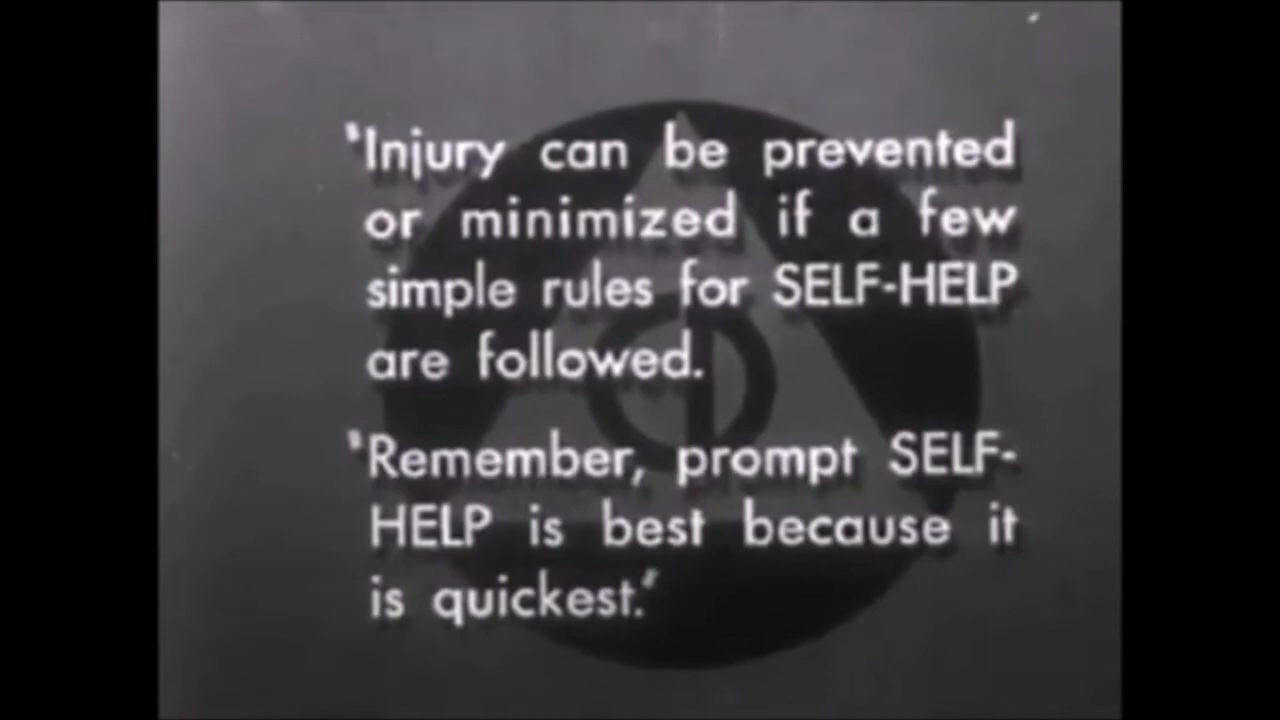 "Injury can be prevented
or minimized if a few
simple rules for SELF-HELP
are followed.
"Remember, prompt SELF-
HELP is best because it
is quickest."